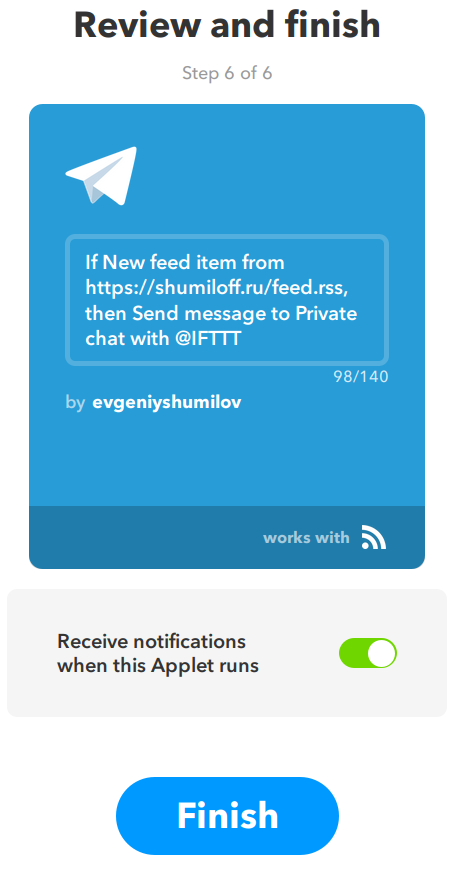 Review and finish
Step 6 of 6
If New feed item from
https://shumiloff.ru/feed.rss,
then Send message to Private
chat with @IFTTT
98/140
by evgeniyshumilov
works with
Receive notifications
when this Applet runs
Finish